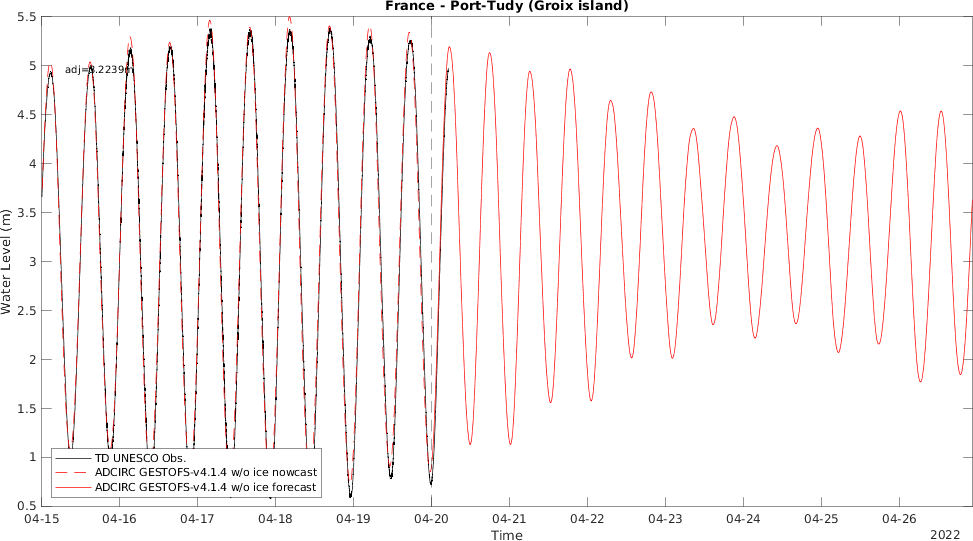 France - Port-Tudy (Groix island)
5.5
5
4.5
4
3.5
3
2.5
2
1.5
1
0.5
Water Level (m)
TD UNESCO Obs.
ADCIRC GESTOFS-v4.1.4 w/o ice nowcast
ADCIRC GESTOFS-v4.1.4 w/o ice forecast
04-15 04-16 04-17 04-18 04-19 04-20 04-21 04-22 04-23 04-24 04-25 04-26
Time
2022